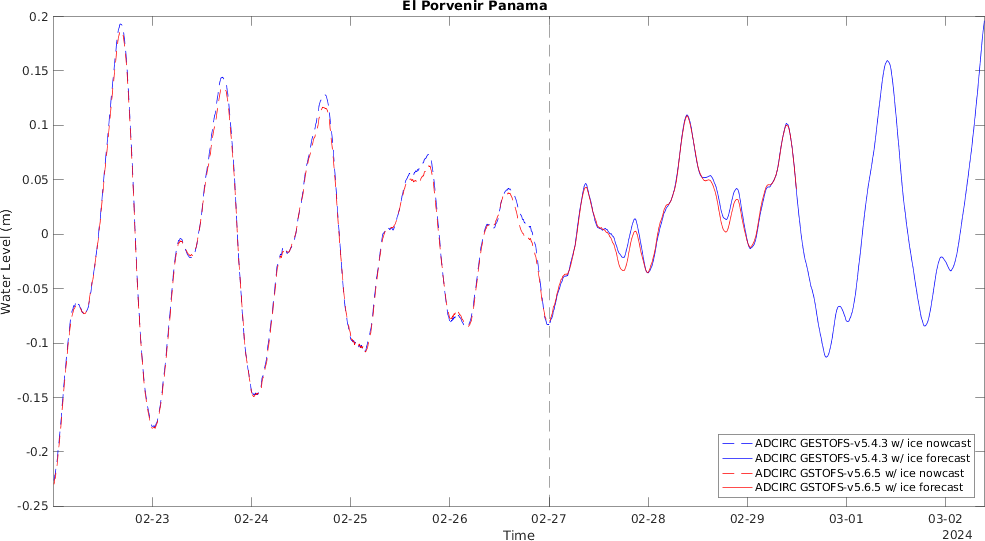 El Porvenir Panama
0.2
0.15
0.1
0.05
0
-0.05
-0.1
-0.15
-0.2
-0.25
Water Level (m)
ADCIRC GESTOFS-v5.4.3 w/ ice nowcast
ADCIRC GESTOFS-v5.4.3 w/ ice forecast
ADCIRC GSTOFS-v5.6.5 w/ ice nowcast
ADCIRC GSTOFS-v5.6.5 w/ ice forecast
02-23 02-24 02-25 02-26 02-27 02-28 02-29 03-01 03-02
Time
2024